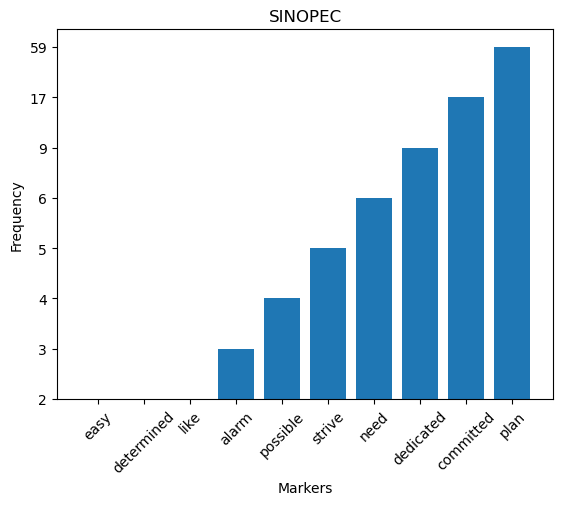 SINOPEC
59
17
9
6
5
4
3
2
Frequency
easy
determined
like
alarm
possible
strive
need
dedicated
committed
plan
Markers